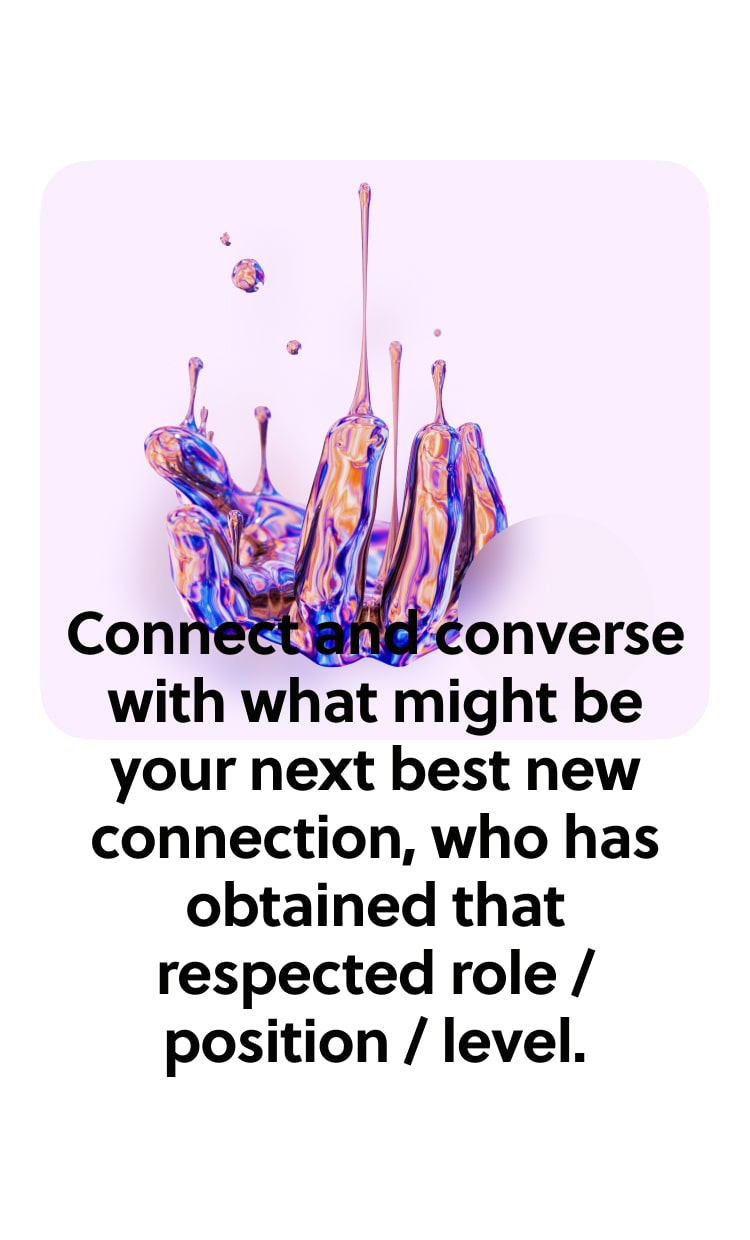 Connect and converse
with what might be
your next best new
connection, who has
obtained that
respected role /
position / level.